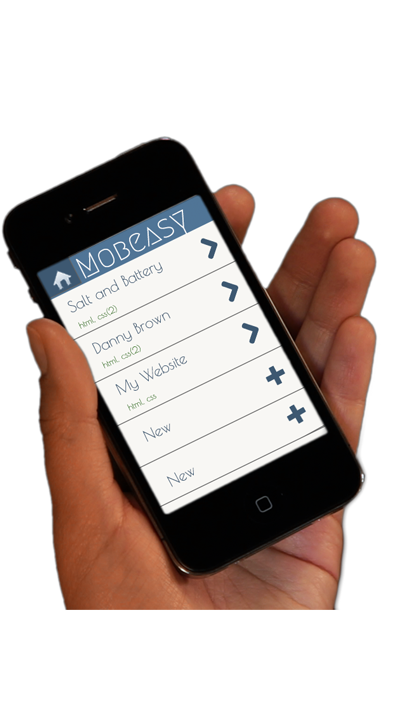 MOBEASY
Salt and Battery
html, css(2)
Danny Brown
html, css(2)
My Website
html, css
New
New